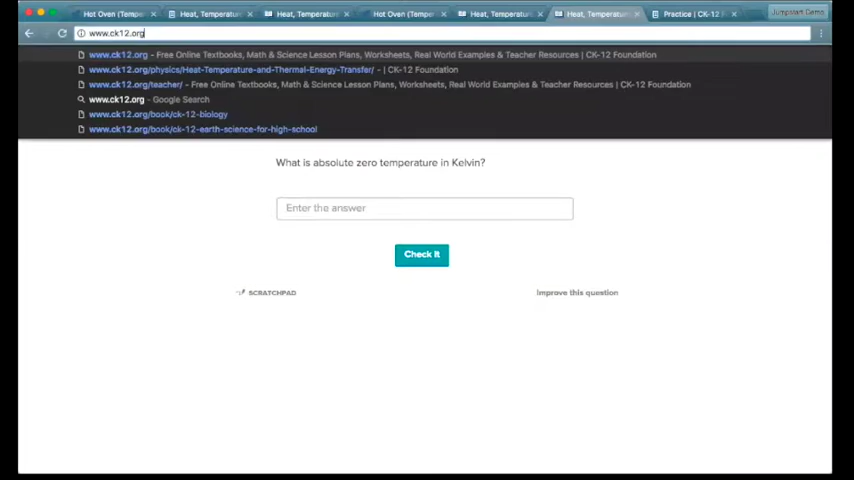 Hot Oven (Tempe × Heat, Temperature × Heat, Temperature × Hot Oven (Tempe × Heat, Temperature × Heat, Temperature × Practice | CK-12 F × Jumpstart Demo
www.ck12.org
www.ck12.org - Free Online Textbooks, Math & Science Lesson Plans, Worksheets, Real World Examples & Teacher Resources | CK-12 Foundation
www.ck12.org/physics/Heat-Temperature-and-Thermal-Energy-Transfer/ - | CK-12 Foundation
www.ck12.org/teacher/ - Free Online Textbooks, Math & Science Lesson Plans, Worksheets, Real World Examples & Teacher Resources | CK-12 Foundation
www.ck12.org - Google Search
www.ck12.org/book/ck-12-biology
www.ck12.org/book/ck-12-earth-science-for-high-school
What is absolute zero temperature in Kelvin?
Enter the answer
Check It
SCRATCHPAD Improve this question